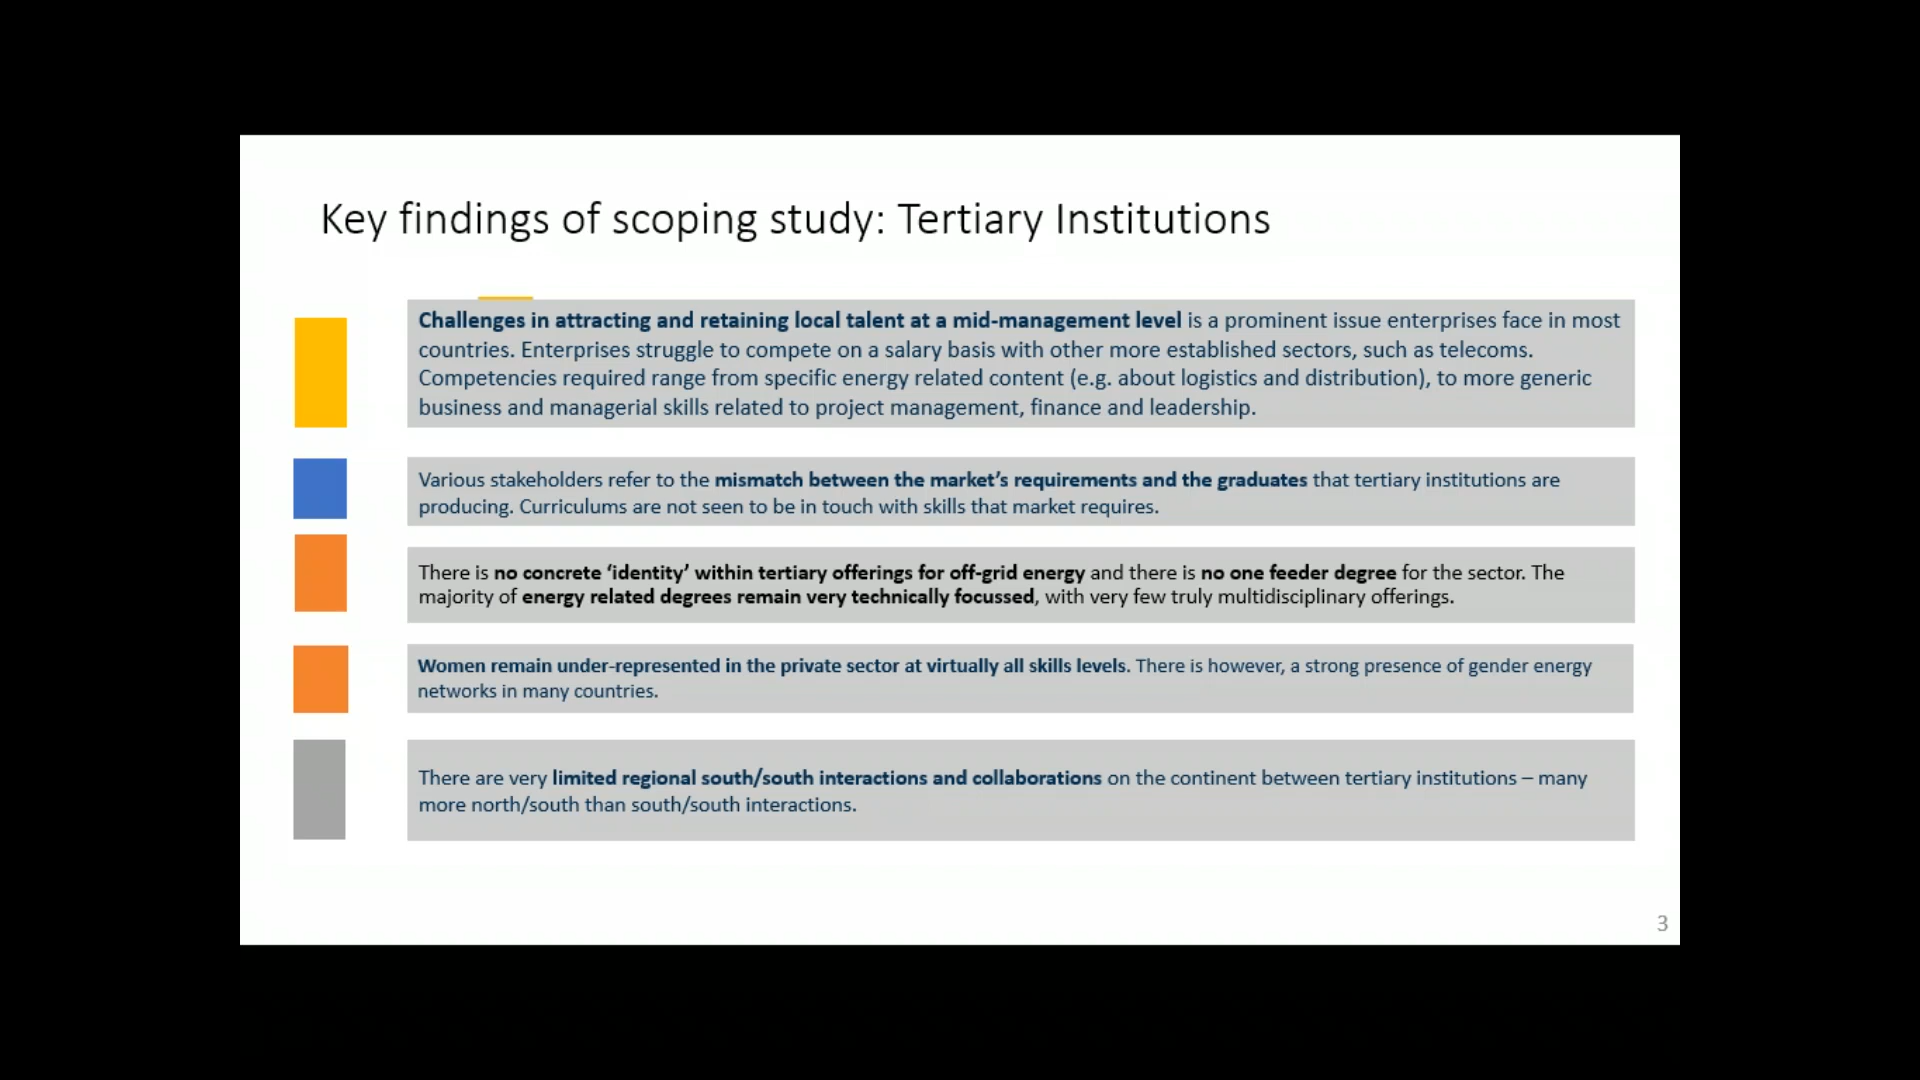 Key findings of scoping study: Tertiary Institutions
Challenges in attracting and retaining local talent at a mid-management level is a prominent issue enterprises face in most
countries. Enterprises struggle to compete on a salary basis with other more established sectors, such as telecoms.
Competencies required range from specific energy related content (e.g. about logistics and distribution), to more generic
business and managerial skills related to project management, finance and leadership.
Various stakeholders refer to the mismatch between the market’s requirements and the graduates that tertiary institutions are
producing. Curriculums are not seen to be in touch with skills that market requires.
There is no concrete ‘identity’ within tertiary offerings for off-grid energy and there is no one feeder degree for the sector. The
majority of energy related degrees remain very technically focussed, with very few truly multidisciplinary offerings.
Women remain under-represented in the private sector at virtually all skills levels. There is however, a strong presence of gender energy
networks in many countries.
There are very limited regional south/south interactions and collaborations on the continent between tertiary institutions – many
more north/south than south/south interactions.
3